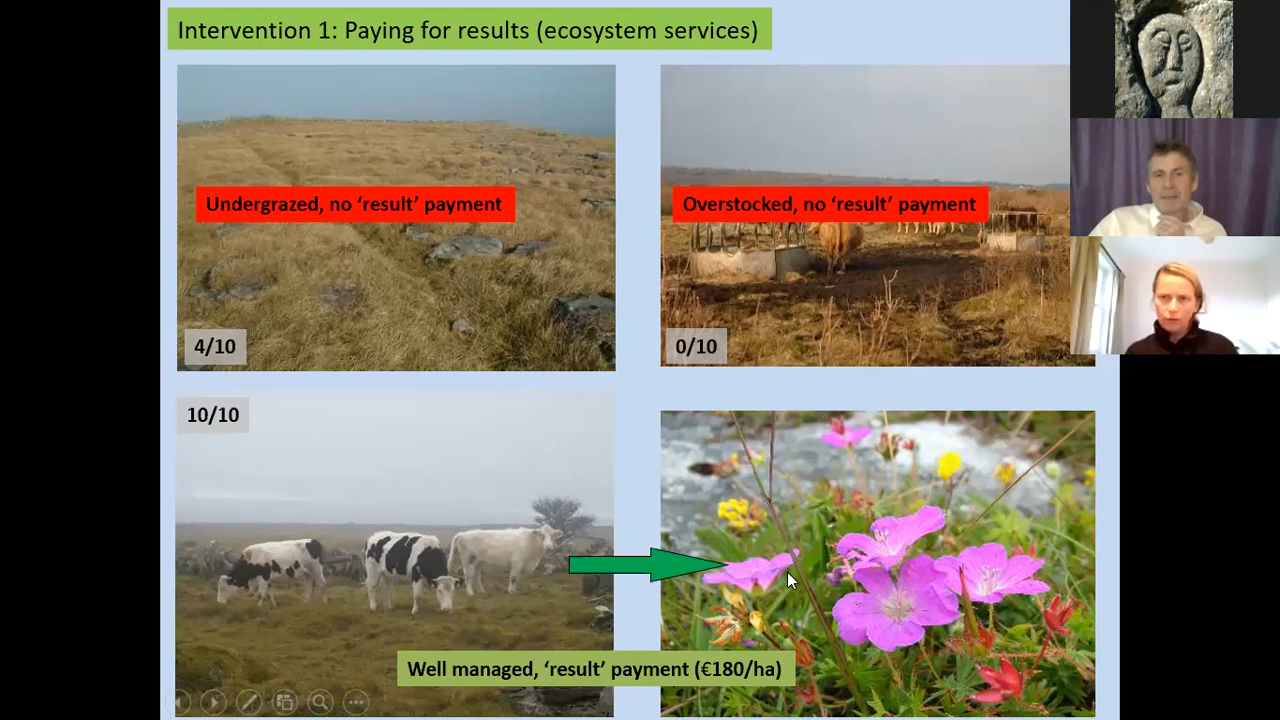 Intervention 1: Paying for results (ecosystem services)
Undergrazed, no ‘result’ payment
Overstocked, no ‘result’ payment
4/10
0/10
10/10
Well managed, ‘result’ payment (€180/ha)